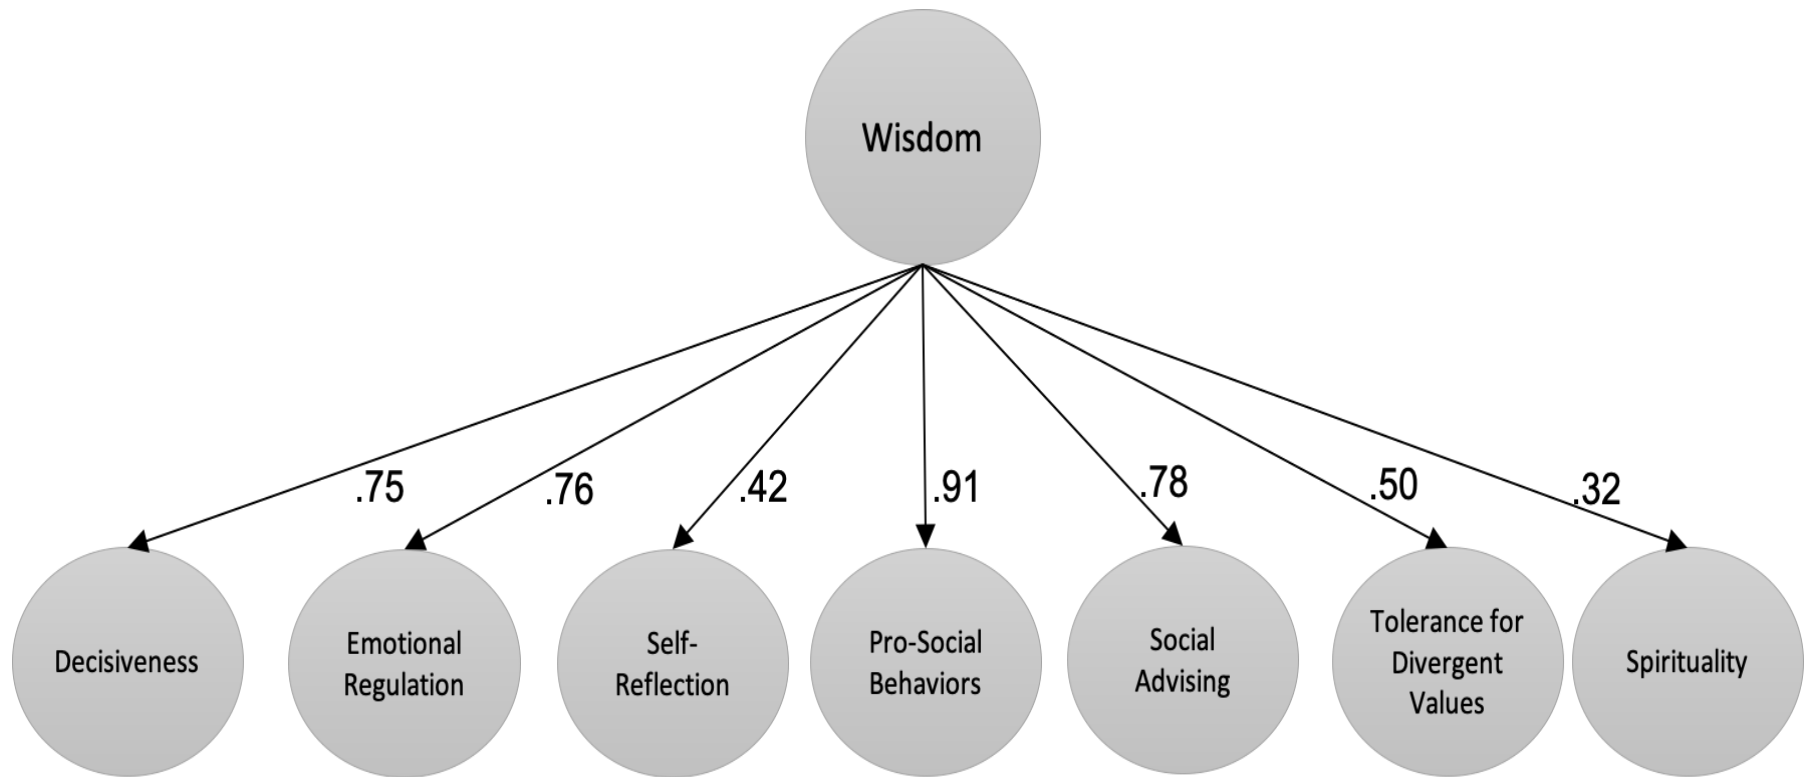 Wisdom
.75
.76
.42
.91
.78
.50
.32
Decisiveness
Emotional
Regulation
Self-
Reflection
Pro-Social
Behaviors
Social
Advising
Tolerance for
Divergent
Values
Spirituality